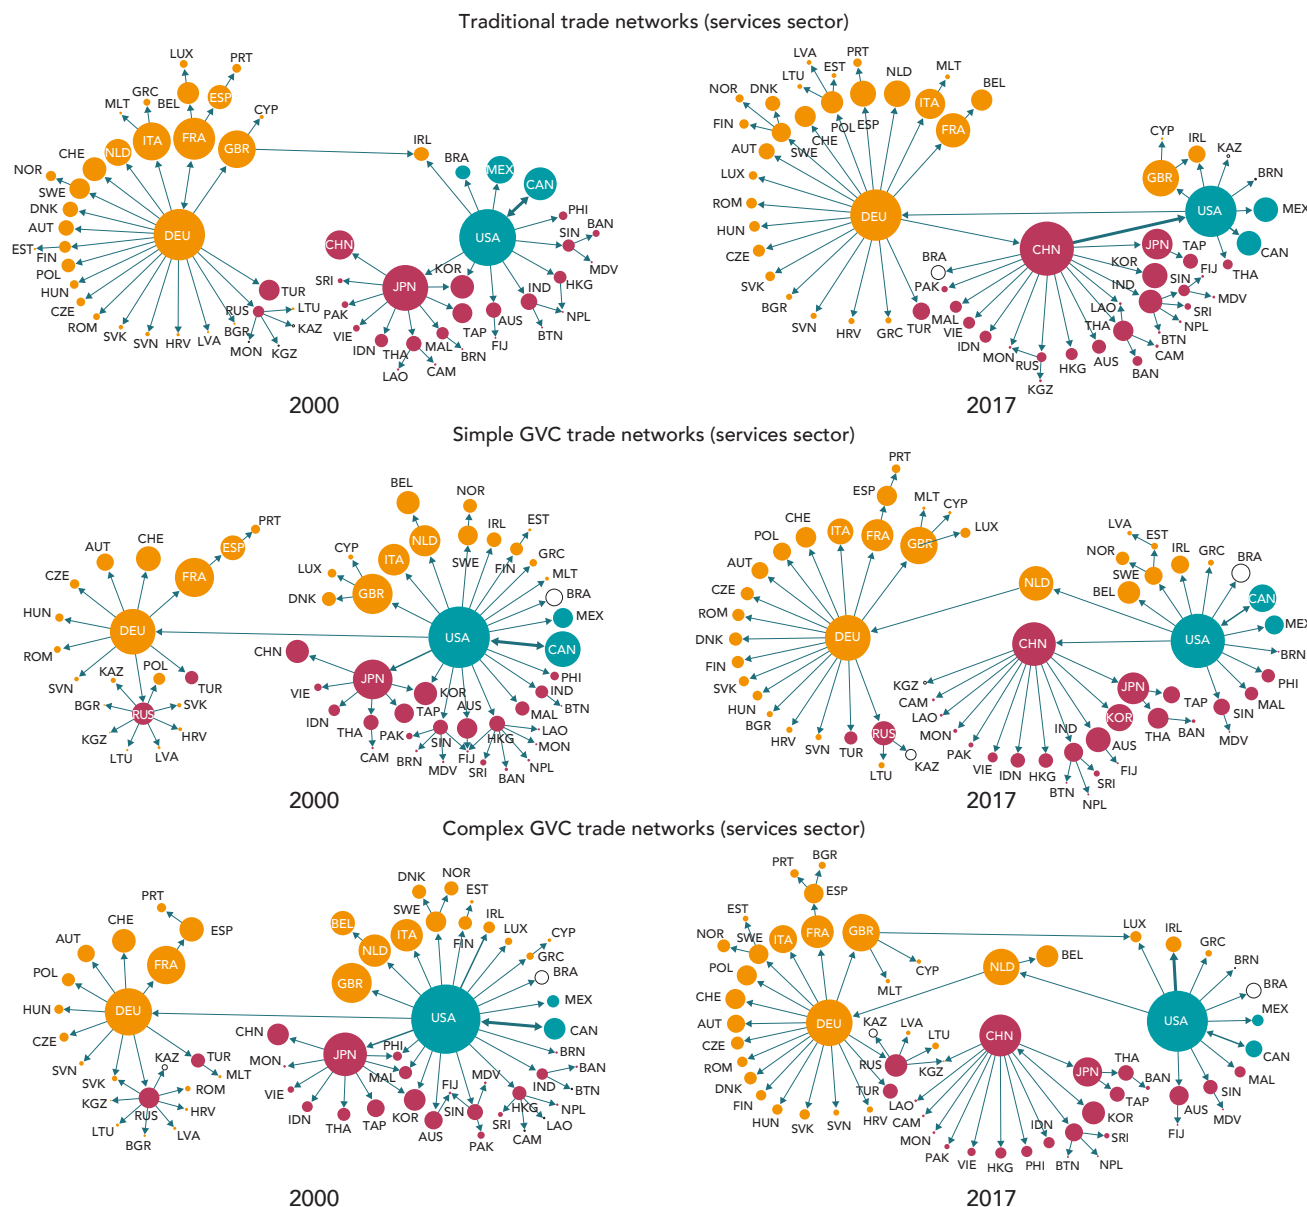 Traditional trade networks (services sector)
LUX
PRT
GRC
MLT
BEL
ESP
CYP
ITA
FRA
GBR
NLD
CHE
NOR
SWE
DNK
AUT
EST
FIN
POL
HUN
CZE
ROM
SVK
SVN
HRV
LVA
BGR
MON
KGZ
KAZ
LTU
RUS
TUR
DEU
IRL
BRA
MEX
CAN
USA
PHI
SIN
BAN
MDV
HKG
NPL
IND
BTN
AUS
FIJ
KOR
CHN
JPN
SRI
PAK
VIE
IDN
THA
LAO
MAL
CAM
BRN
TAP
2000
LVA
PRT
LTU
EST
NLD
MLT
BEL
NOR
DNK
ITA
FIN
CHE
POL
ESP
FRA
AUT
SWE
LUX
ROM
HUN
CZE
SVK
BGR
SVN
HRV
GRC
TUR
DEU
CYP
IRL
KAZ
GBR
BRN
USA
MEX
CAN
THA
CHN
JPN
TAP
KOR
SIN
FIJ
IND
MDV
SRI
NPL
BTN
LAO
THA
CAM
BAN
AUS
HKG
RUS
KGZ
MON
IDN
VIE
MAL
PAK
BRA
2017
Simple GVC trade networks (services sector)
PRT
ESP
CHE
AUT
FRA
CZE
HUN
DEU
ROM
SVN
KAZ
POL
TUR
BGR
RUS
SVK
KGZ
HRV
LTU
LVA
BEL
NOR
NLD
IRL
EST
SWE
FIN
GRC
CYP
ITA
LUX
MLT
GBR
BRA
DNK
MEX
USA
CAN
CHN
PHI
JPN
VIE
KOR
IND
BTN
IDN
TAP
AUS
MAL
THA
PAK
SIN
HKG
LAO
MON
CAM
BRN
MDV
FIJ
SRI
BAN
NPL
2000
PRT
ESP
MLT
CYP
CHE
ITA
FRA
GBR
LUX
POL
AUT
CZE
ROM
DNK
DEU
FIN
SVK
HUN
BGR
HRV
SVN
TUR
RUS
LTU
KAZ
NLD
LVA
EST
NOR
IRL
GRC
BRA
SWE
BEL
CAN
MEX
USA
BRN
PHI
MAL
SIN
MDV
CHN
KGZ
CAM
LAO
MON
PAK
VIE
IDN
HKG
IND
BTN
NPL
SRI
AUS
FIJ
KOR
THA
BAN
JPN
TAP
2017
Complex GVC trade networks (services sector)
PRT
CHE
ESP
AUT
FRA
POL
HUN
DEU
CZE
SVN
KAZ
TUR
MLT
SVK
ROM
KGZ
RUS
HRV
LTU
LVA
BGR
DNK
NOR
EST
BEL
SWE
IRL
NLD
ITA
FIN
LUX
CYP
GRC
GBR
BRA
MEX
USA
CAN
CHN
PHI
JPN
BRN
MON
MAL
BAN
IND
BTN
VIE
MDV
FIJ
IDN
THA
TAP
KOR
AUS
SIN
PAK
HKG
SRI
CAM
LAO
NPL
2000
PRT
BGR
ESP
EST
NOR
SWE
ITA
FRA
GBR
POL
CYP
MLT
CHE
AUT
DEU
CZE
ROM
DNK
FIN
HUN
SVK
SVN
HRV
TUR
KAZ
LVA
LTU
RUS
KGZ
NLD
BEL
LUX
IRL
GRC
BRN
BRA
MEX
USA
CAN
MAL
SIN
MDV
AUS
FIJ
CHN
LAO
CAM
MON
PAK
VIE
HKG
PHI
IDN
BTN
NPL
SRI
KOR
JPN
THA
BAN
TAP
2017